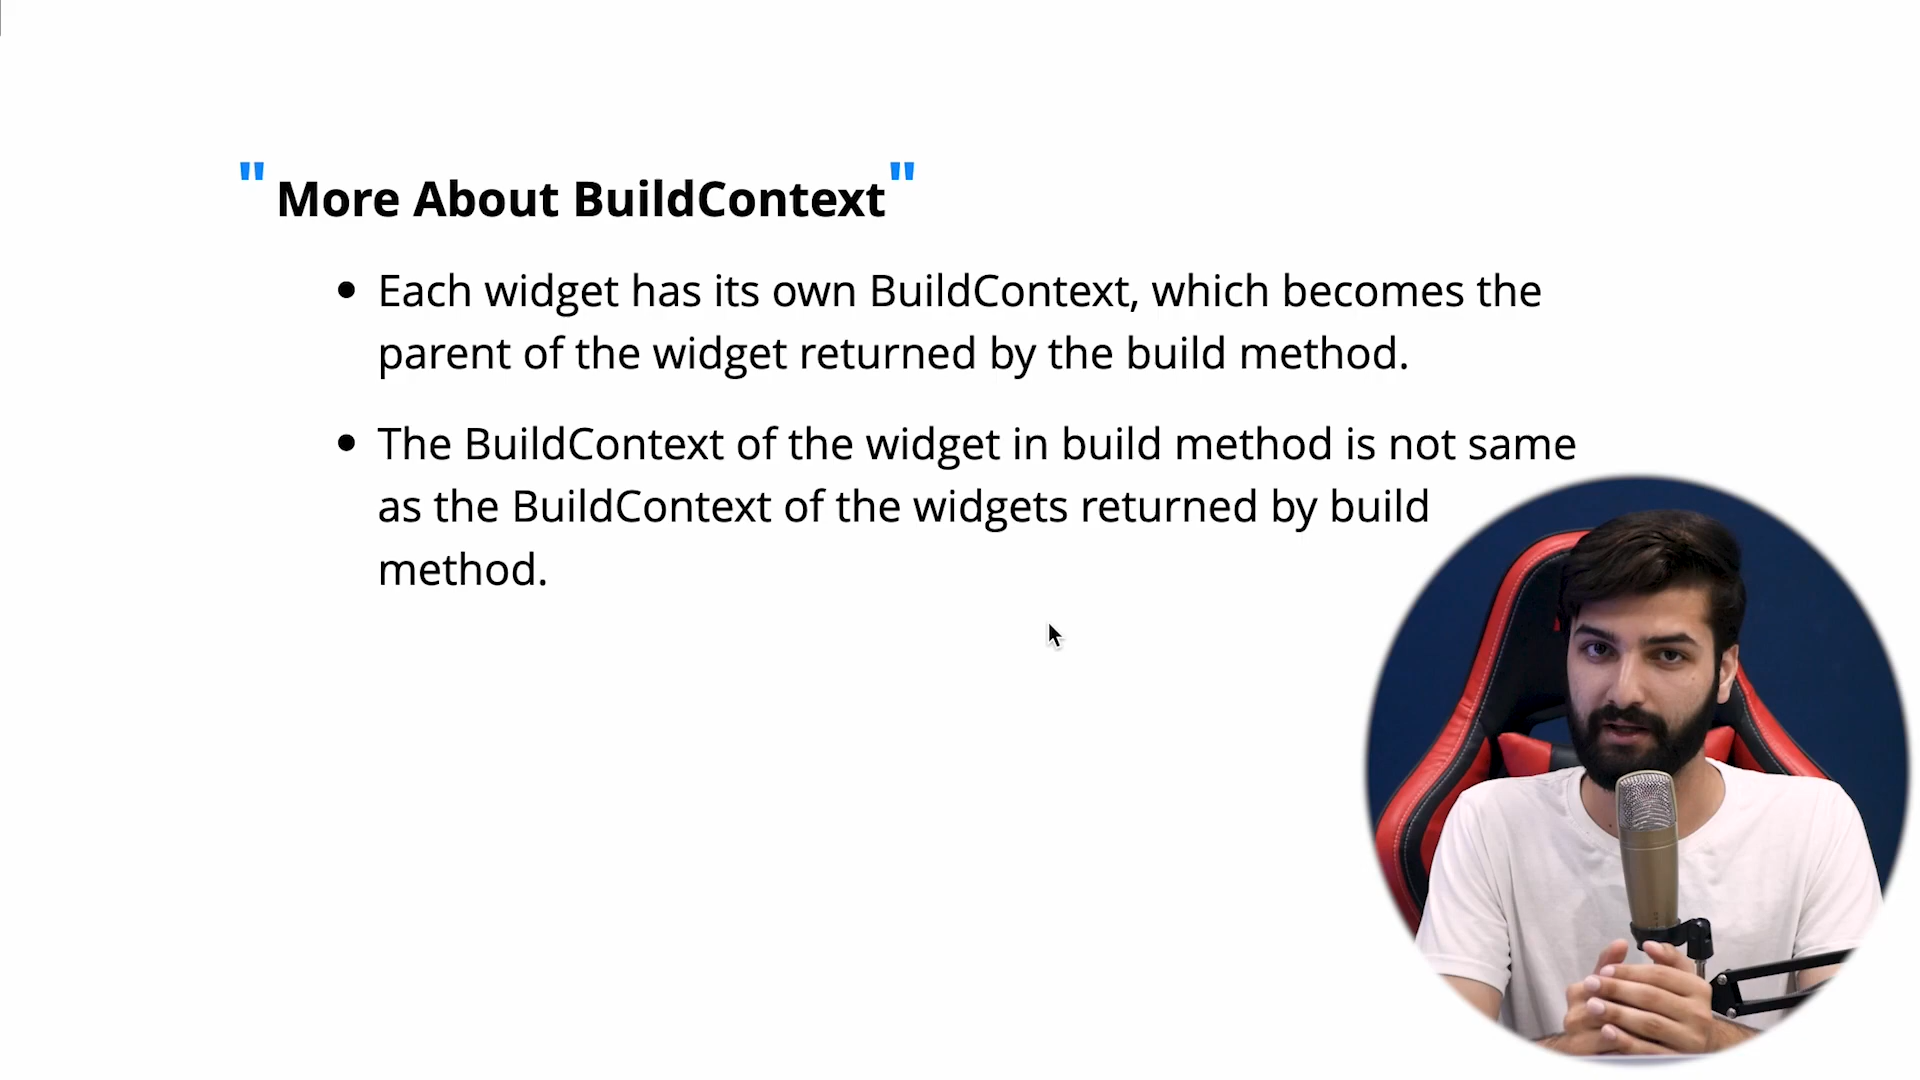 " More About BuildContext"
• Each widget has its own BuildContext, which becomes the
parent of the widget returned by the build method.
• The BuildContext of the widget in build method is not same
as the BuildContext of the widgets returned by build
method.